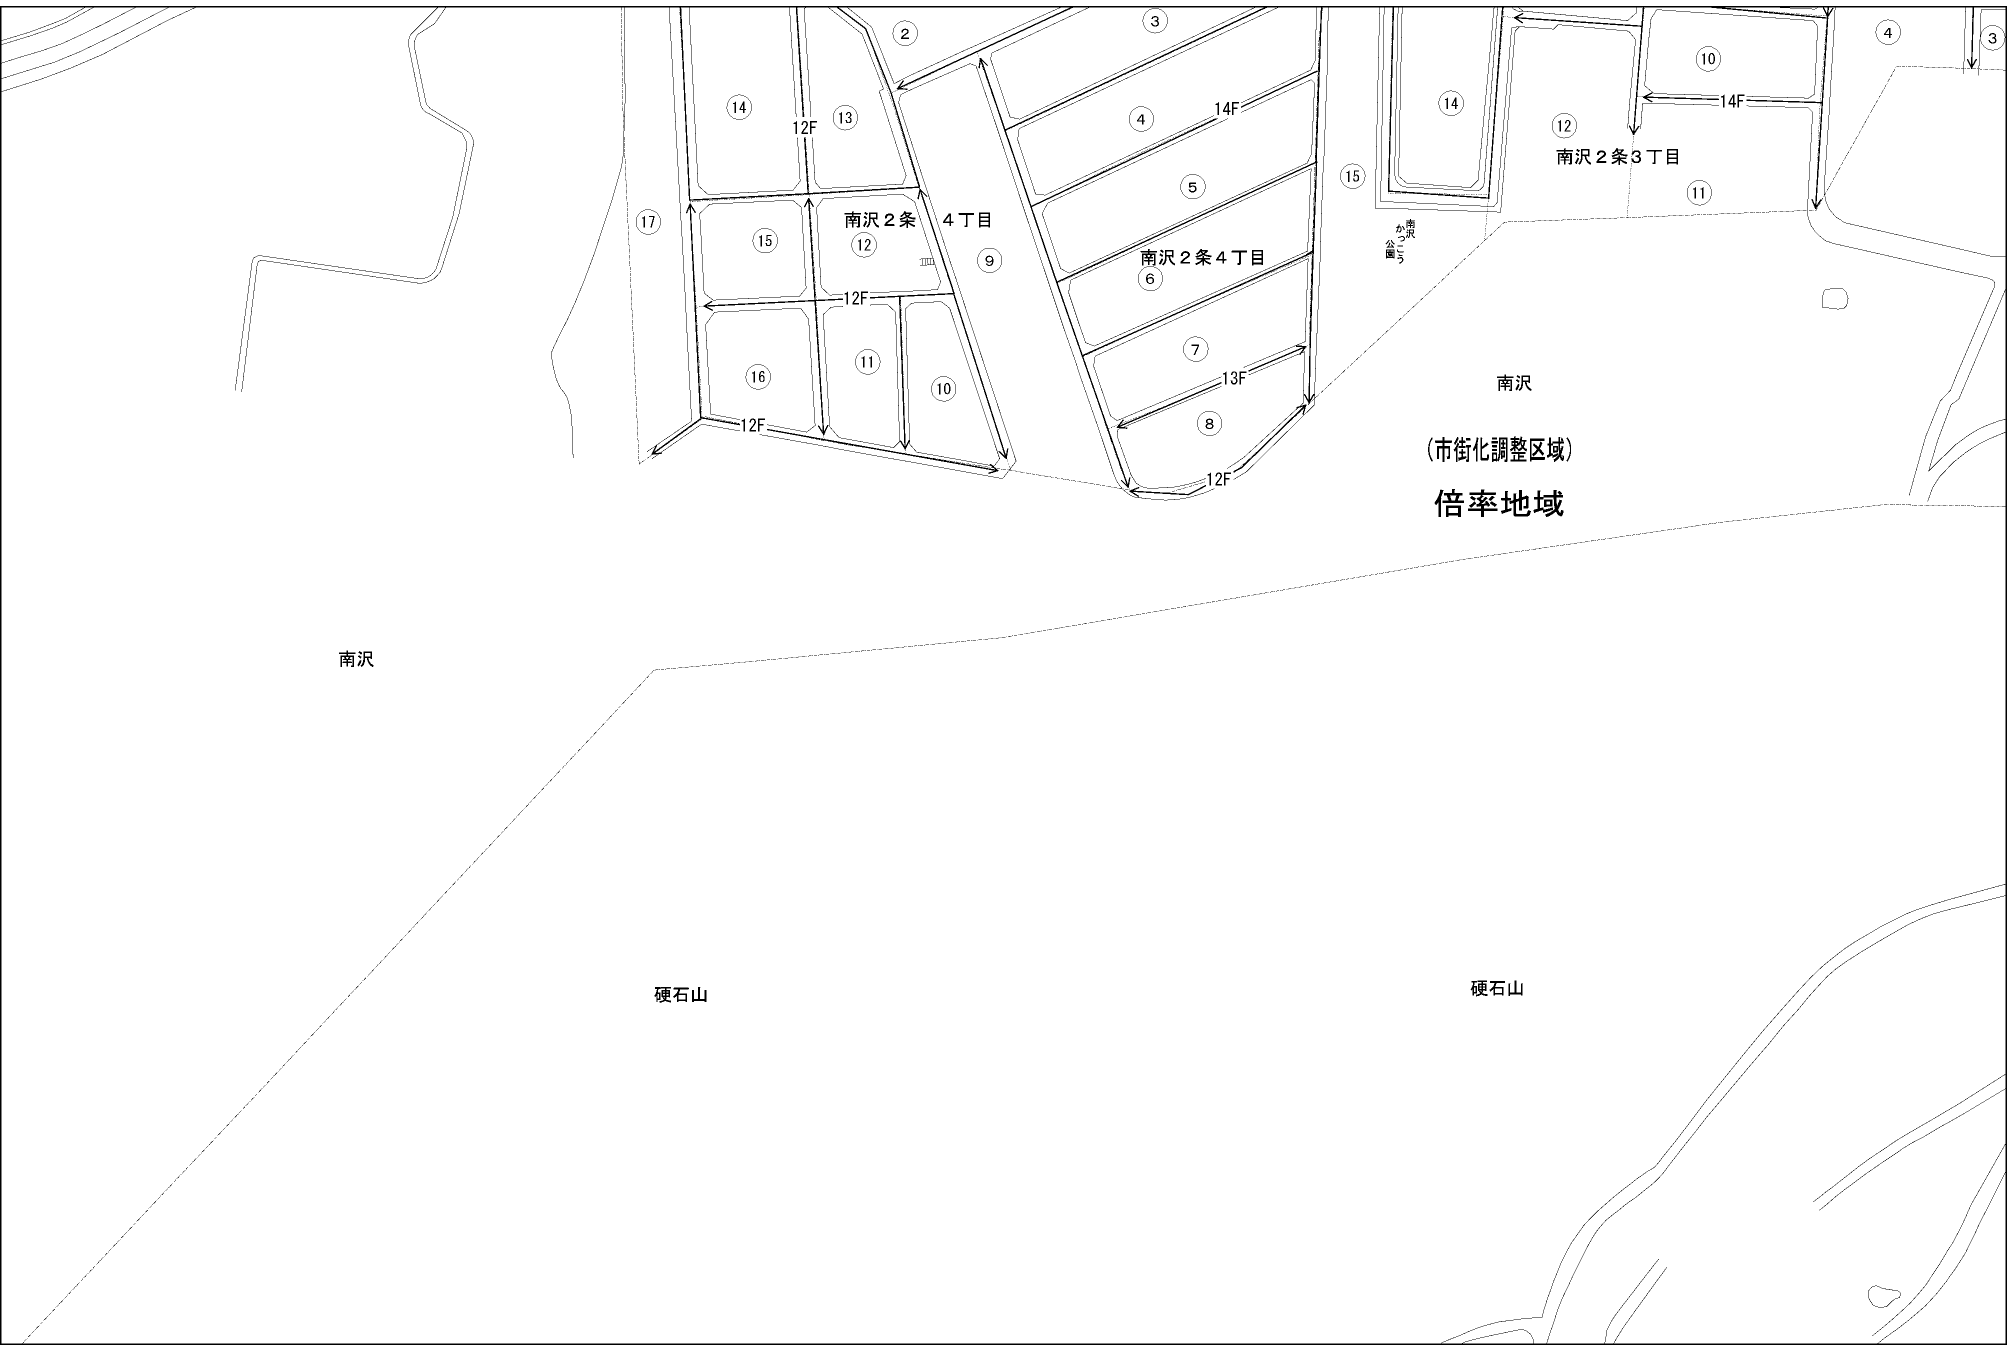 ②
③
④
③
⑩
⑭
⑬
12F
④
14F
⑭
14F
⑫
南沢２条３丁目
⑮
⑤
⑪
⑰
南沢２条 ４丁目
⑮
⑫
⑨
南沢
かっこう
公園
南沢２条４丁目
⑥
12F
⑦
⑯
⑪
⑩
13F
南沢
⑧
12F
(市街化調整区域)
12F
倍率地域
南沢
硬石山
硬石山